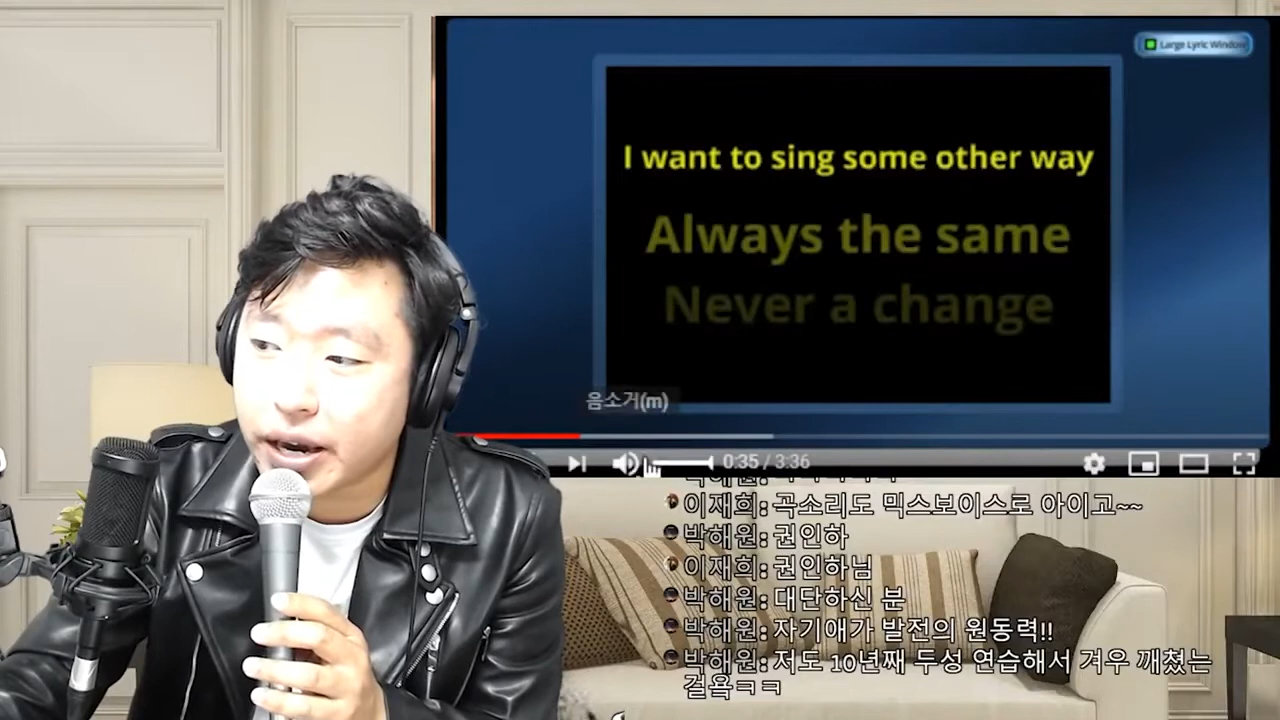 Large Lyric Window
I want to sing some other way
Always the same
Never a change
음소거(m)
0:35 / 3:36
이재희: 곡소리도 믹스보이스로 아이고~~
박해원: 권인하
이재희: 권인하님
박해원: 대단하신 분
박해원: 자기애가 발전의 원동력!!
박해원: 저도 10년째 두성 연습해서 겨우 깨쳤는
걸욬ㅋㅋ